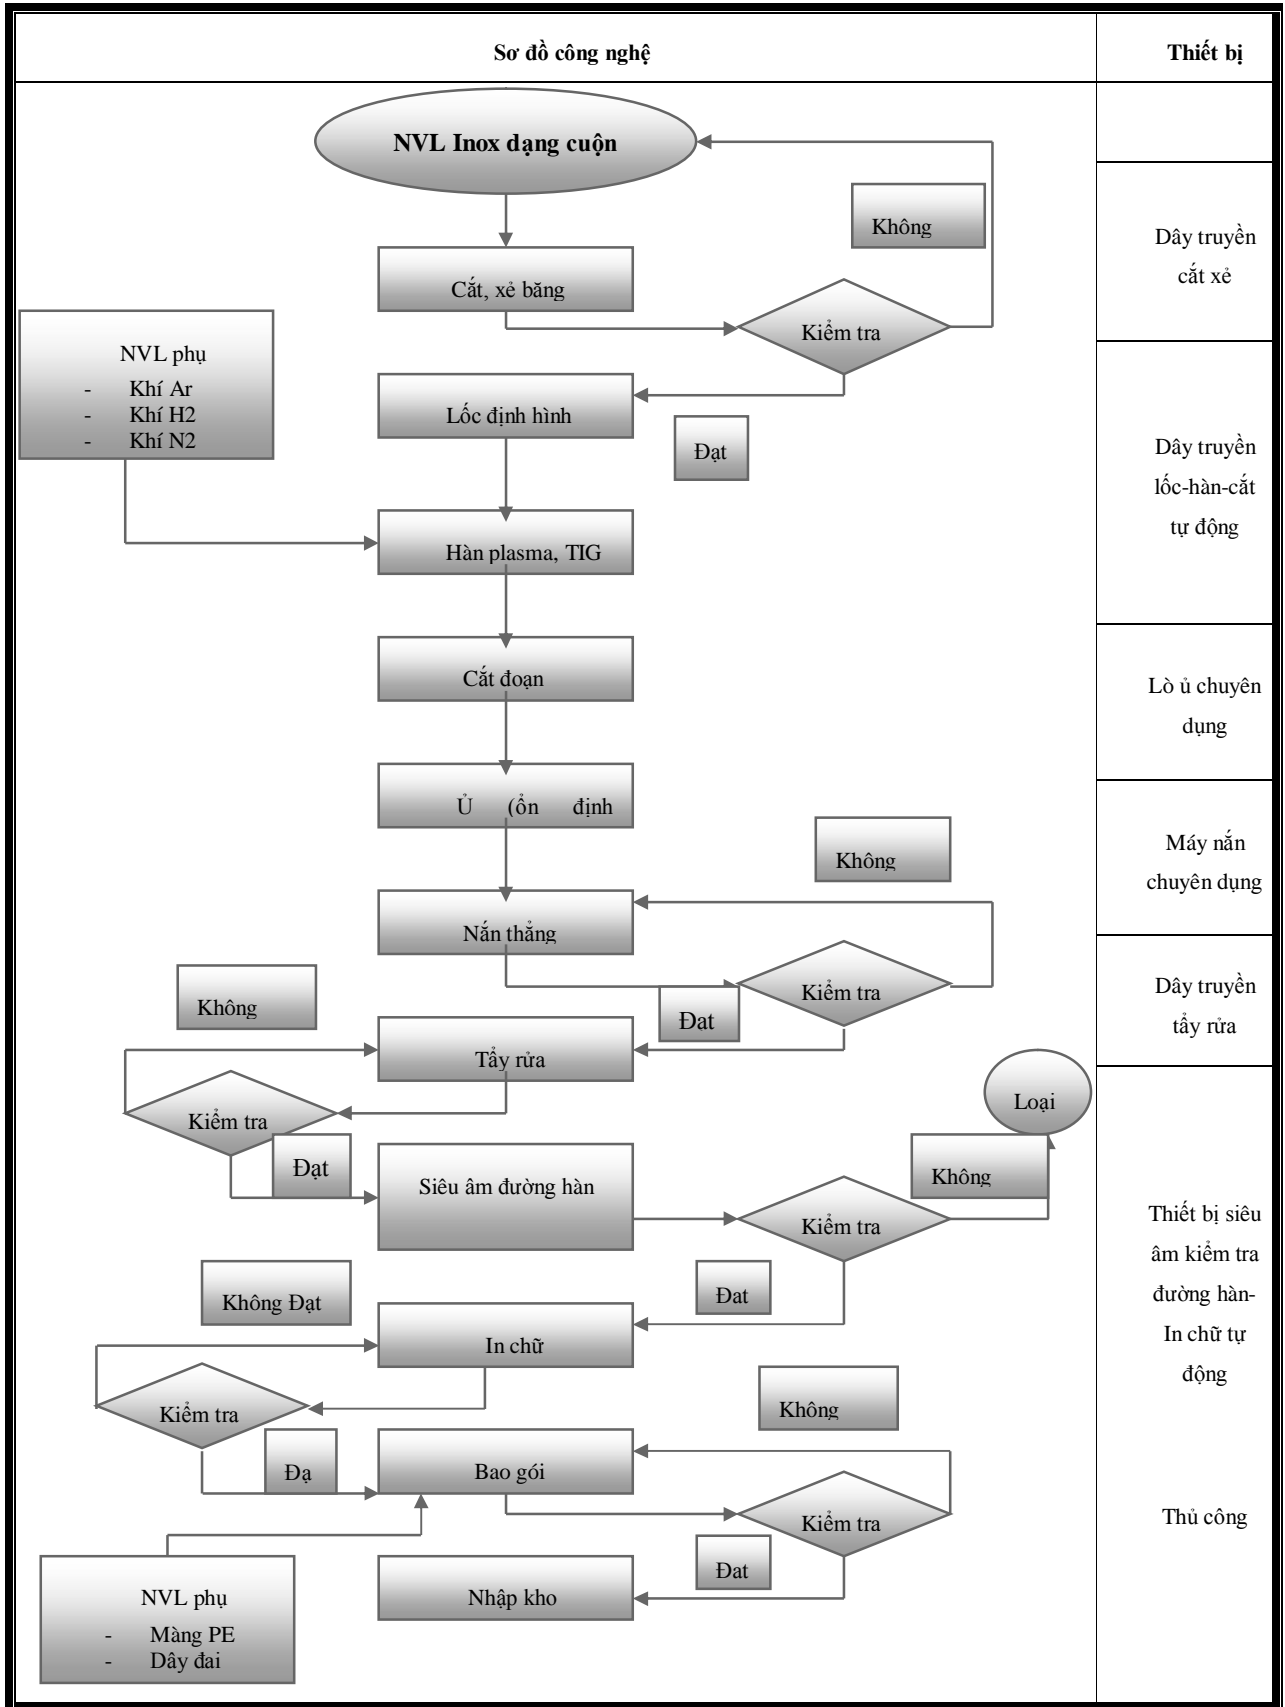 Sơ đồ công nghệ
Thiết bị
NVL Inox dạng cuộn
Không
Dây truyền
cắt xẻ
Cắt, xẻ băng
Kiểm tra
NVL phụ
- Khí Ar
- Khí H2
- Khí N2
Lốc định hình
Đạt
Dây truyền
lốc-hàn-cắt
tự động
Hàn plasma, TIG
Cắt đoạn
Lò ủ chuyên
dụng
Ủ (ổn định
Không
Máy nắn
chuyên dụng
Nắn thẳng
Kiểm tra
Không
Đat
Dây truyền
tẩy rửa
Tẩy rửa
Kiểm tra
Loại
Đạt
Siêu âm đường hàn
Không
Kiểm tra
Thiết bị siêu
âm kiểm tra
đường hàn-
In chữ tự
động
Không Đạt
Đat
In chữ
Kiểm tra
Không
Đạ
Bao gói
Kiểm tra
Thủ công
Đat
NVL phụ
- Màng PE
- Dây đai
Nhập kho